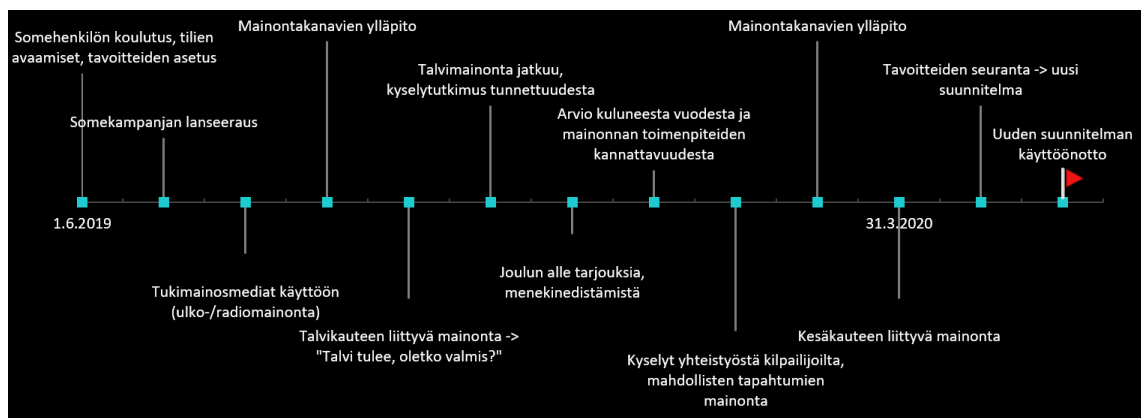 Somehenkilön koulutus, tilien
avaamiset, tavoitteiden asetus
Somekampanjan lanseeraus
Mainontakanavien ylläpito
Talvimainonta jatkuu,
kyselytutkimus tunnettuudesta
Arvio kuluneesta vuodesta ja
mainonnan toimenpiteiden
kannattavuudesta
Mainontakanavien ylläpito
Tavoitteiden seuranta -> uusi
suunnitelma
Uuden suunnitelman
käyttöönotto
1.6.2019
31.3.2020
Tukimainosmediat käyttöön
(ulko-/radiomainonta)
Talvikauteen liittyvä mainonta ->
"Talvi tulee, oletko valmis?"
Joulun alle tarjouksia,
menekinedistämistä
Kyselyt yhteistyöstä kilpailijoilta,
mahdollisten tapahtumien
mainonta
Kesäkauteen liittyvä mainonta